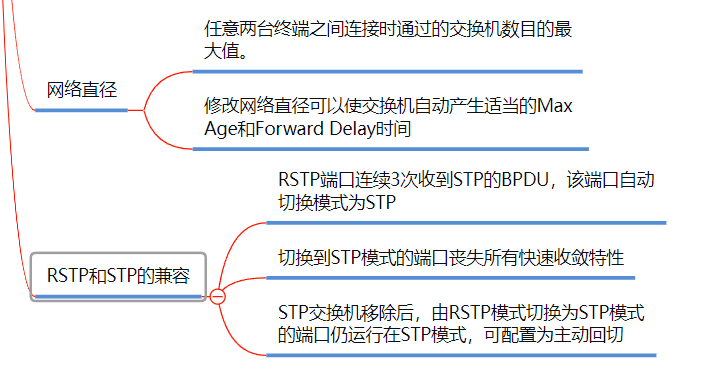 任意两台终端之间连接时通过的交换机数目的最
大值。
网络直径
修改网络直径可以使交换机自动产生适当的Max
Age和Forward Delay时间
RSTP端口连续3次收到STP的BPDU，该端口自动
切换模式为STP
RSTP和STP的兼容
切换到STP模式的端口丧失所有快速收敛特性
STP交换机移除后，由RSTP模式切换为STP模式
的端口仍运行在STP模式，可配置为主动回切